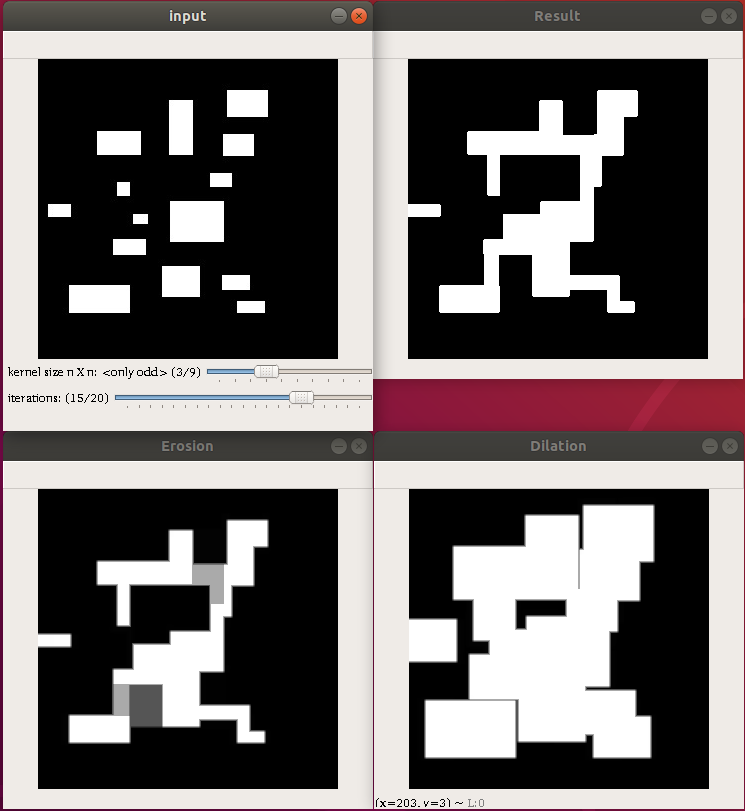 input
Result
kernel size n X n: <only odd> (3/9)
iterations: (15/20)
Erosion
Dilation
(x=203, y=3) ~ L:0